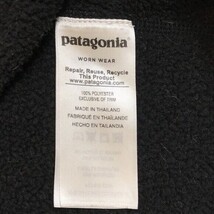 patagonia
WORN WEAR
Repair, Reuse, Recycle
This Product
www.patagonia.com
100% POLYESTER
EXCLUSIVE OF TRIM
MADE IN THAILAND
FABRIQUÉ EN THAÏLANDE
HECHO EN TAILANDIA